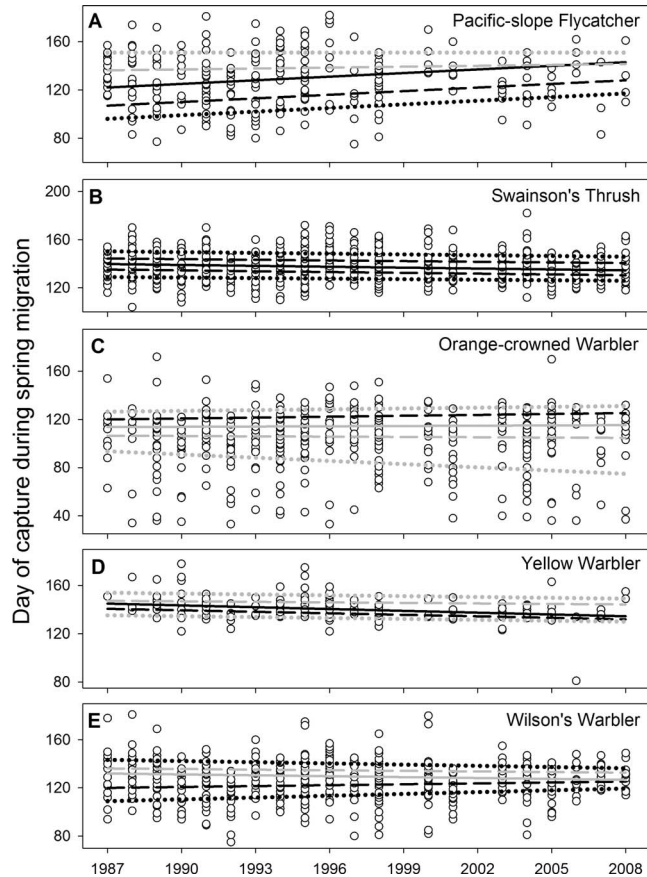 Day of capture during spring migration
A
Pacific-slope Flycatcher
160
120
80
B
Swainson's Thrush
200
160
120
C
Orange-crowned Warbler
160
120
80
40
D
Yellow Warbler
160
120
80
E
Wilson's Warbler
160
120
80
1987 1990 1993 1996 1999 2002 2005 2008